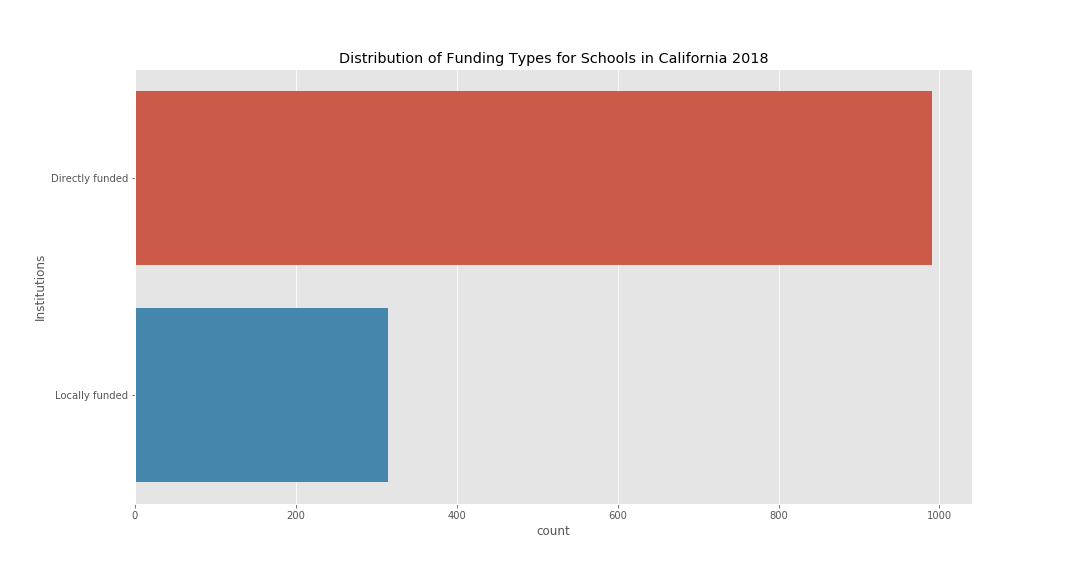 Distribution of Funding Types for Schools in California 2018
Institutions
Directly funded
Locally funded
0 200 400 600 800 1000
count